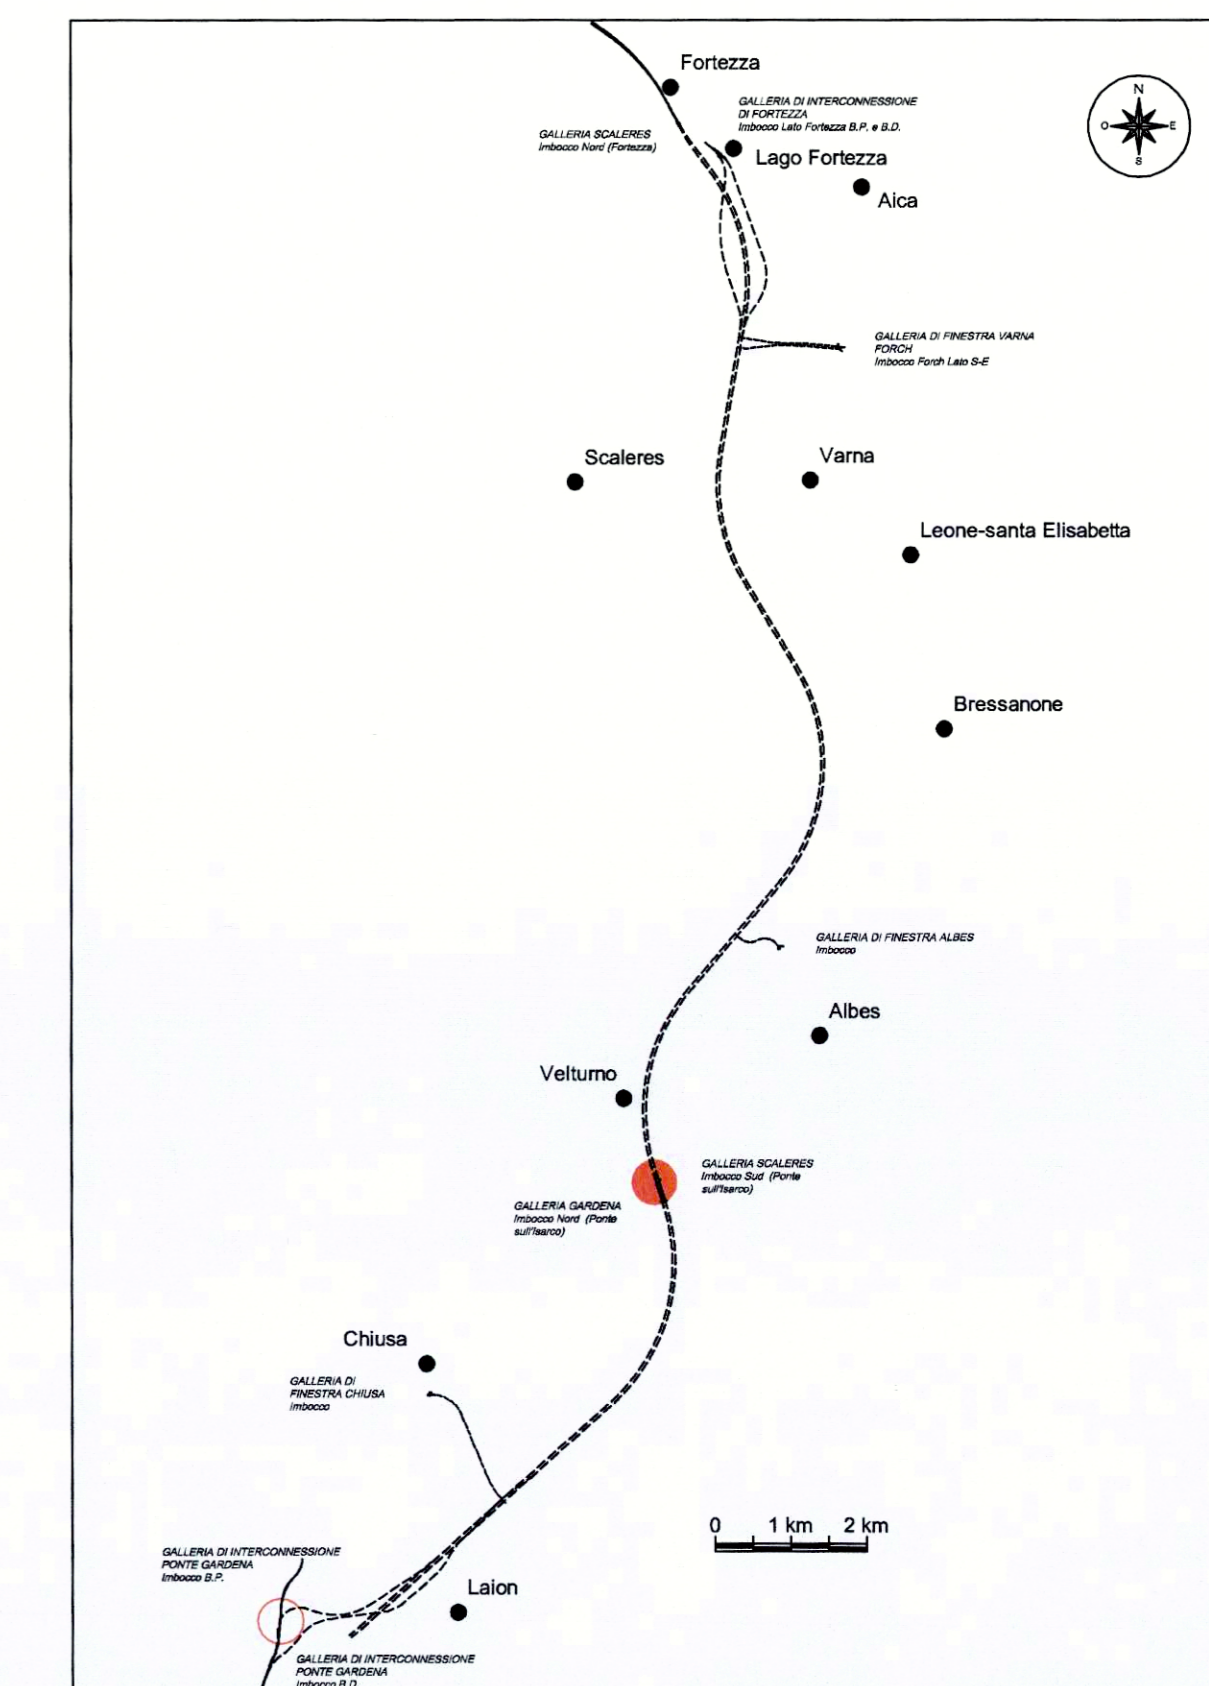 Fortezza
GALLERIA DI INTERCONNESSIONE
DI FORTEZZA
Imbocco Lato Fortezza B.P. e B.D.
GALLERIA SCALERES
Imbocco Nord (Fortezza)
Lago Fortezza
Aica
N
O
E
S
GALLERIA DI FINESTRA VARNA
FORCH
Imbocco Forch Lato S-E
Scaleres
Varna
Leone-santa Elisabetta
Bressanone
GALLERIA DI FINESTRA ALBES
Imbocco
Albes
Velturno
GALLERIA SCALERES
Imbocco Sud (Ponte
sull'Isarco)
GALLERIA GARDENA
Imbocco Nord (Ponte
sull'Isarco)
Chiusa
GALLERIA DI
FINESTRA CHIUSA
Imbocco
0 1 km 2 km
GALLERIA DI INTERCONNESSIONE
PONTE GARDENA
Imbocco B.P.
Laion
GALLERIA DI INTERCONNESSIONE
PONTE GARDENA
Imbocco B.D.